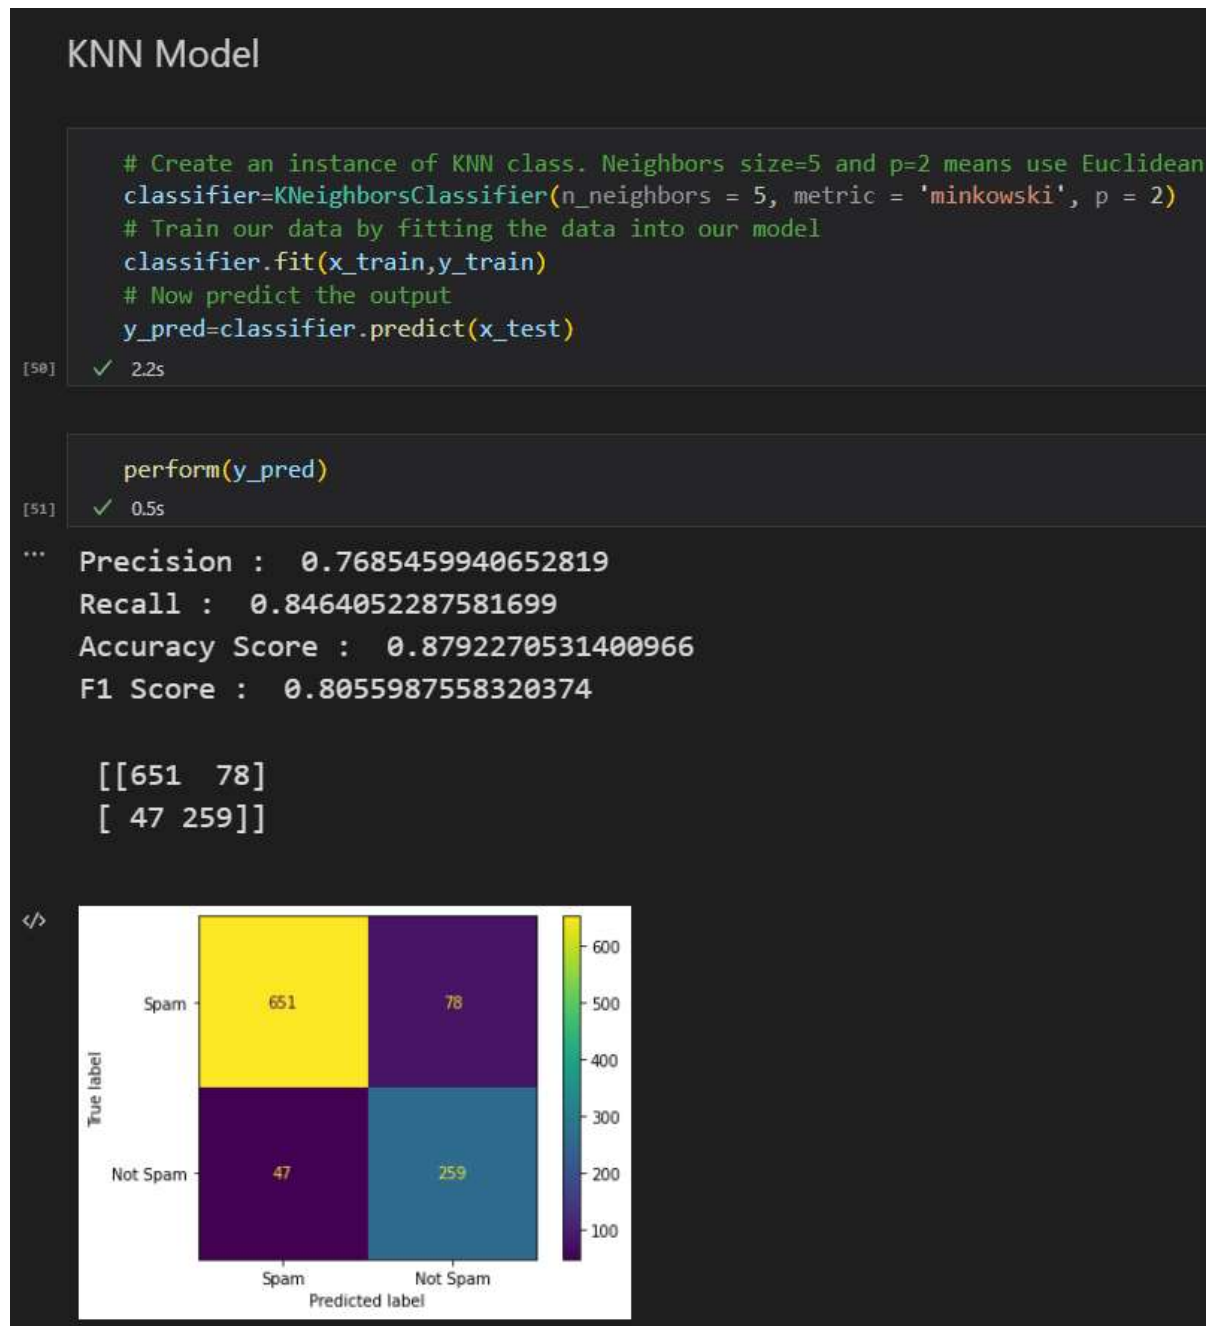 KNN Model
# Create an instance of KNN class. Neighbors size=5 and p=2 means use Euclidean
classifier=KNeighborsClassifier(n_neighbors = 5, metric = 'minkowski', p = 2)
# Train our data by fitting the data into our model
classifier.fit(x_train,y_train)
# Now predict the output
y_pred=classifier.predict(x_test)
[50] ✓ 2.2s
perform(y_pred)
[51] ✓ 0.5s
... Precision :  0.7685459940652819
Recall :  0.8464052287581699
Accuracy Score :  0.8792270531400966
F1 Score :  0.8055987558320374
[[651  78]
[ 47 259]]
</>
600
Spam 651 78 500
400
True label
300
Not Spam 47 259 200
100
Spam Not Spam
Predicted label